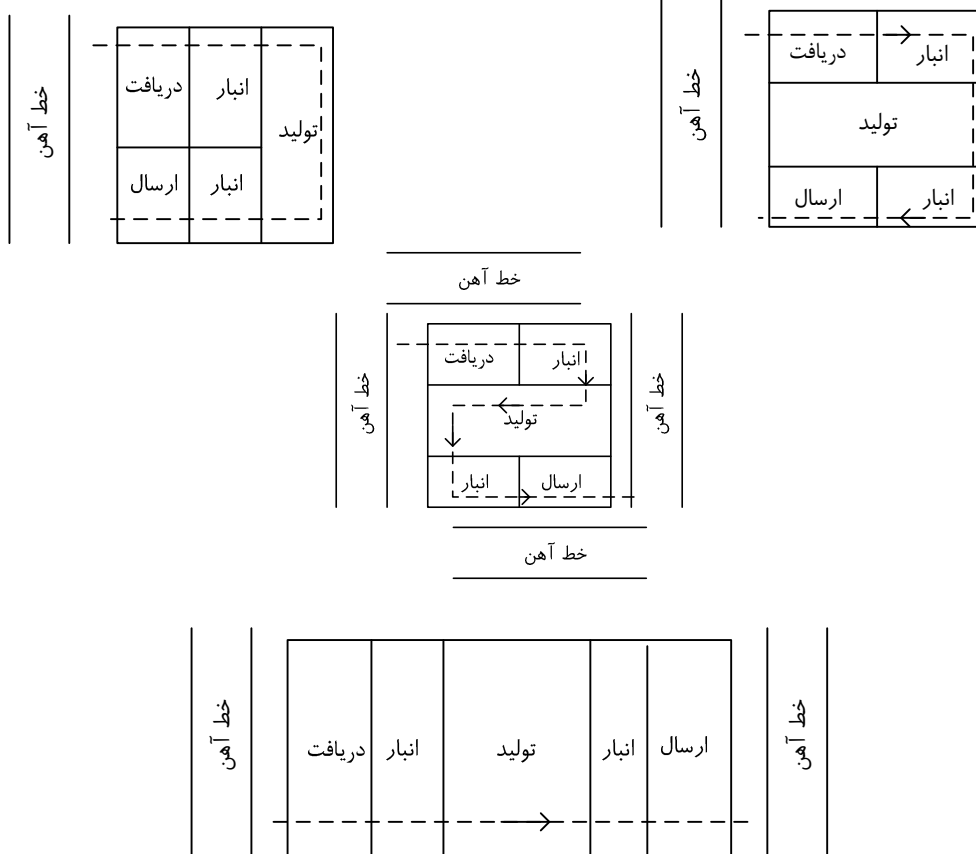 خط آهن
دریافت
انبار
تولید
ارسال
انبار
خط آهن
دریافت
انبار
تولید
ارسال
انبار
خط آهن
خط آهن
دریافت
انبار
تولید
انبار
ارسال
خط آهن
خط آهن
خط آهن
دریافت
انبار
تولید
انبار
ارسال
خط آهن